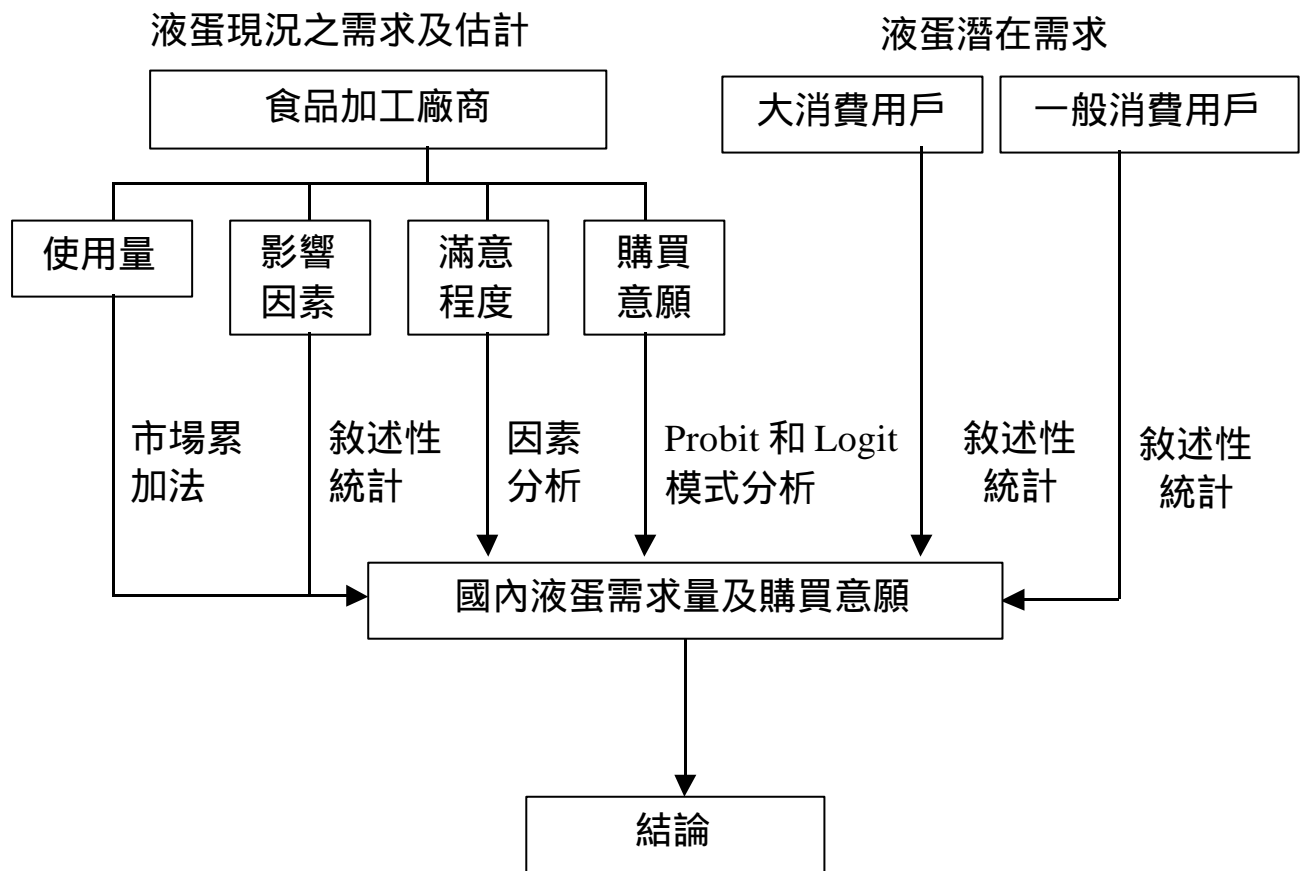 液蛋現況之需求及估計
液蛋潛在需求
食品加工廠商
大消費用戶
一般消費用戶
使用量
影響
因素
滿意
程度
購買
意願
市場累
加法
敘述性
統計
因素
分析
Probit 和 Logit
模式分析
敘述性
統計
敘述性
統計
國內液蛋需求量及購買意願
結論